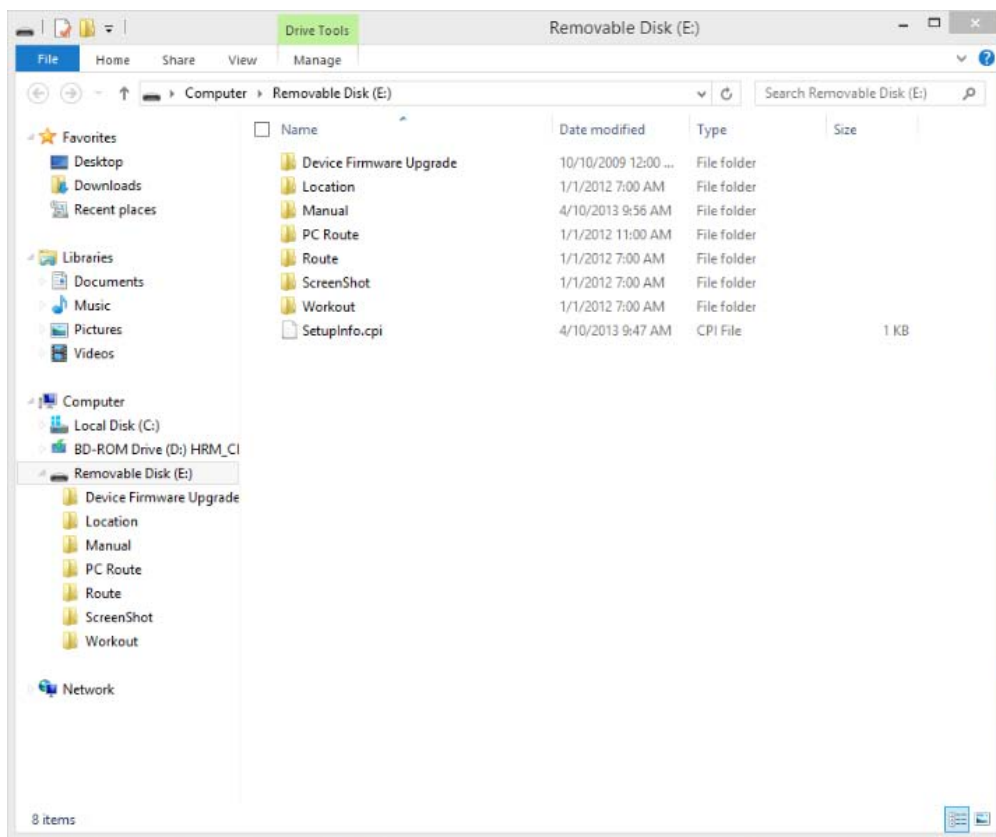 Drive Tools
Removable Disk (E:)
File Home Share View Manage
Computer Removable Disk (E:)
Search Removable Disk (E:)
Name Date modified Type Size
Device Firmware Upgrade 10/10/2009 12:00 ... File folder
Location 1/1/2012 7:00 AM File folder
Manual 4/10/2013 9:56 AM File folder
PC Route 1/1/2012 11:00 AM File folder
Route 1/1/2012 7:00 AM File folder
ScreenShot 1/1/2012 7:00 AM File folder
Workout 1/1/2012 7:00 AM File folder
SetupInfo.cpi 4/10/2013 9:47 AM CPI File 1 KB
Favorites
Desktop
Downloads
Recent places
Libraries
Documents
Music
Pictures
Videos
Computer
Local Disk (C:)
BD-ROM Drive (D:) HRM_CI
Removable Disk (E:)
Device Firmware Upgrade
Location
Manual
PC Route
Route
ScreenShot
Workout
Network
8 items